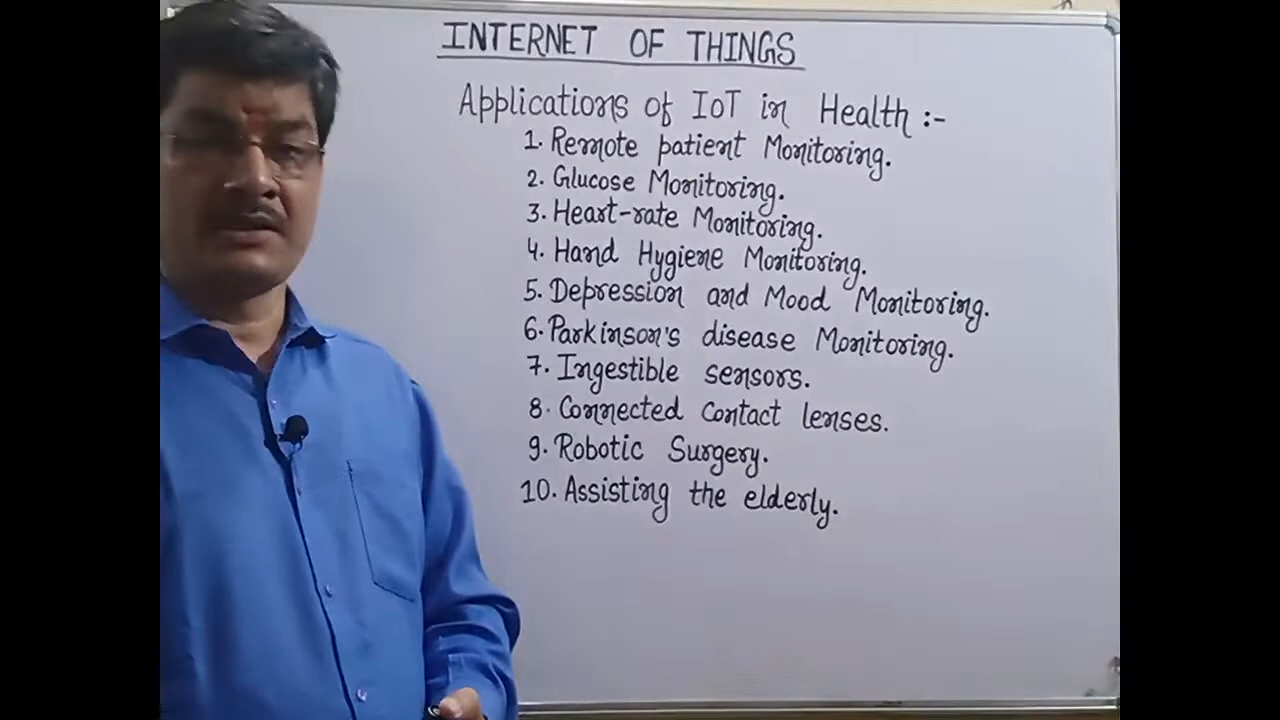 INTERNET OF THINGS
Applications of IoT in Health :-
1. Remote patient Monitoring.
2. Glucose Monitoring.
3. Heart-rate Monitoring.
4. Hand Hygiene Monitoring.
5. Depression and Mood Monitoring.
6. Parkinson's disease Monitoring.
7. Ingestible sensors.
8. Connected Contact lenses.
9. Robotic Surgery.
10. Assisting the elderly.